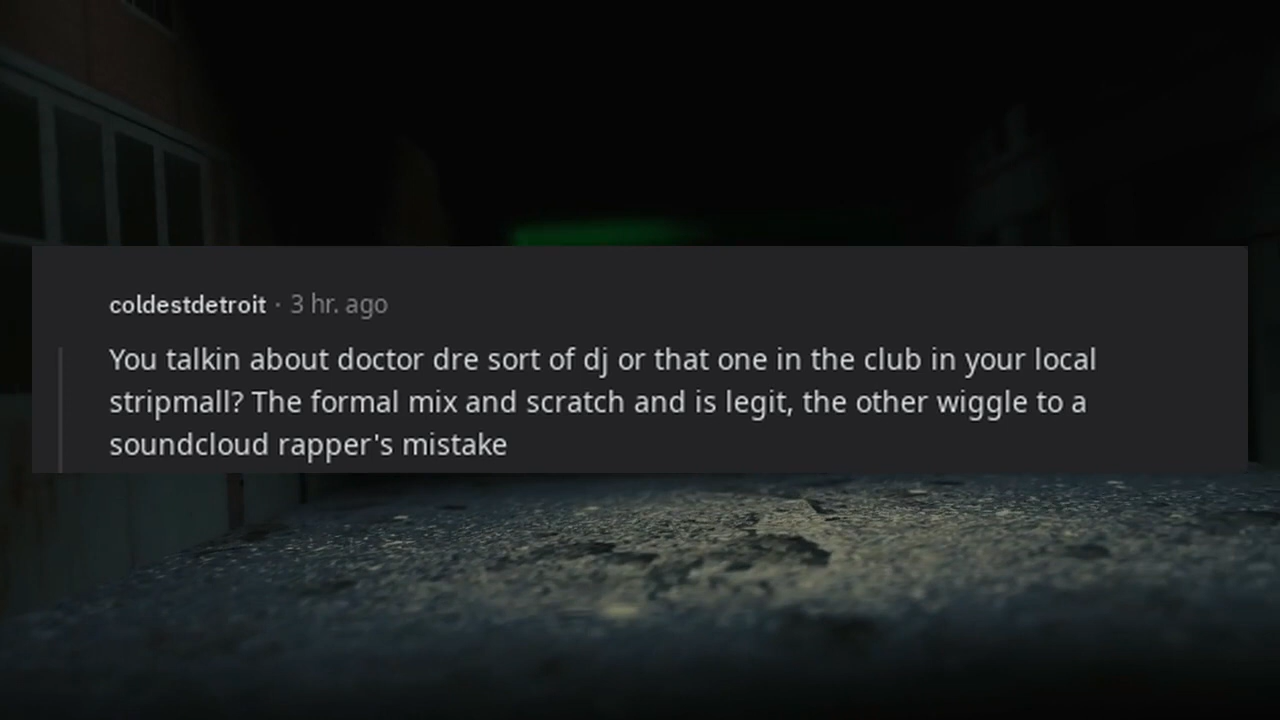 coldestdetroit · 3 hr. ago
You talkin about doctor dre sort of dj or that one in the club in your local
stripmall? The formal mix and scratch and is legit, the other wiggle to a
soundcloud rapper's mistake